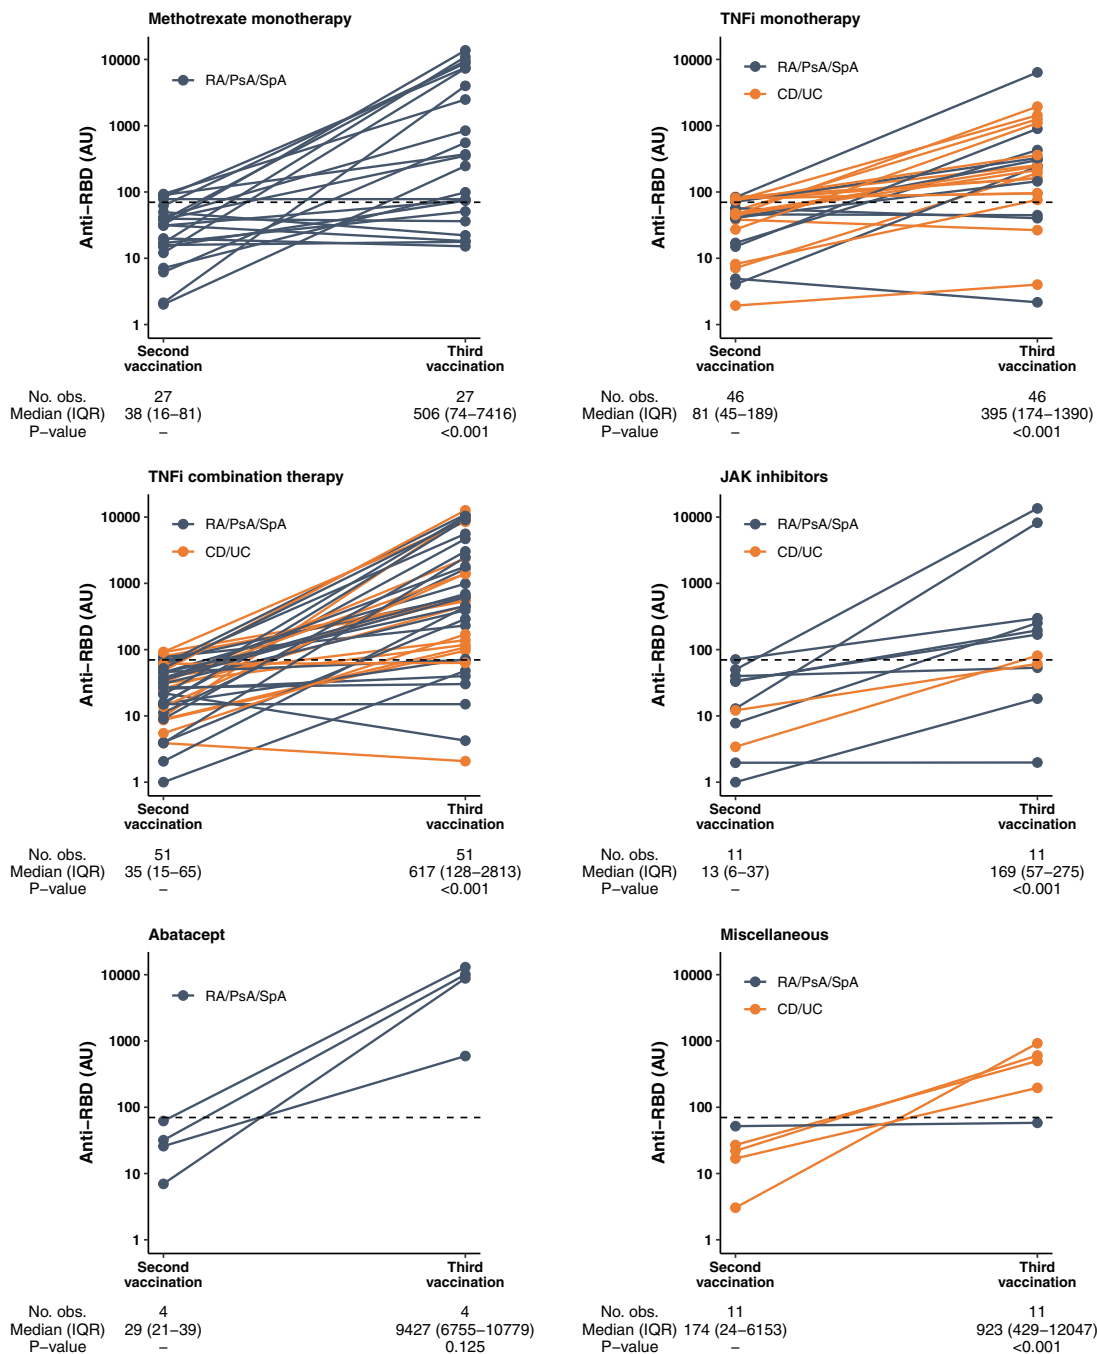 Methotrexate monotherapy
Anti−RBD (AU)
10000
1000
100
10
1
RA/PsA/SpA
Second vaccination
Third vaccination
No. obs. 27 27
Median (IQR) 38 (16−81) 506 (74−7416)
P−value − <0.001
TNFi monotherapy
Anti−RBD (AU)
10000
1000
100
10
1
RA/PsA/SpA
CD/UC
Second vaccination
Third vaccination
No. obs. 46 46
Median (IQR) 81 (45−189) 395 (174−1390)
P−value − <0.001
TNFi combination therapy
Anti−RBD (AU)
10000
1000
100
10
1
RA/PsA/SpA
CD/UC
Second vaccination
Third vaccination
No. obs. 51 51
Median (IQR) 35 (15−65) 617 (128−2813)
P−value − <0.001
JAK inhibitors
Anti−RBD (AU)
10000
1000
100
10
1
RA/PsA/SpA
CD/UC
Second vaccination
Third vaccination
No. obs. 11 11
Median (IQR) 13 (6−37) 169 (57−275)
P−value − <0.001
Abatacept
Anti−RBD (AU)
10000
1000
100
10
1
RA/PsA/SpA
Second vaccination
Third vaccination
No. obs. 4 4
Median (IQR) 29 (21−39) 9427 (6755−10779)
P−value − 0.125
Miscellaneous
Anti−RBD (AU)
10000
1000
100
10
1
RA/PsA/SpA
CD/UC
Second vaccination
Third vaccination
No. obs. 11 11
Median (IQR) 174 (24−6153) 923 (429−12047)
P−value − <0.001